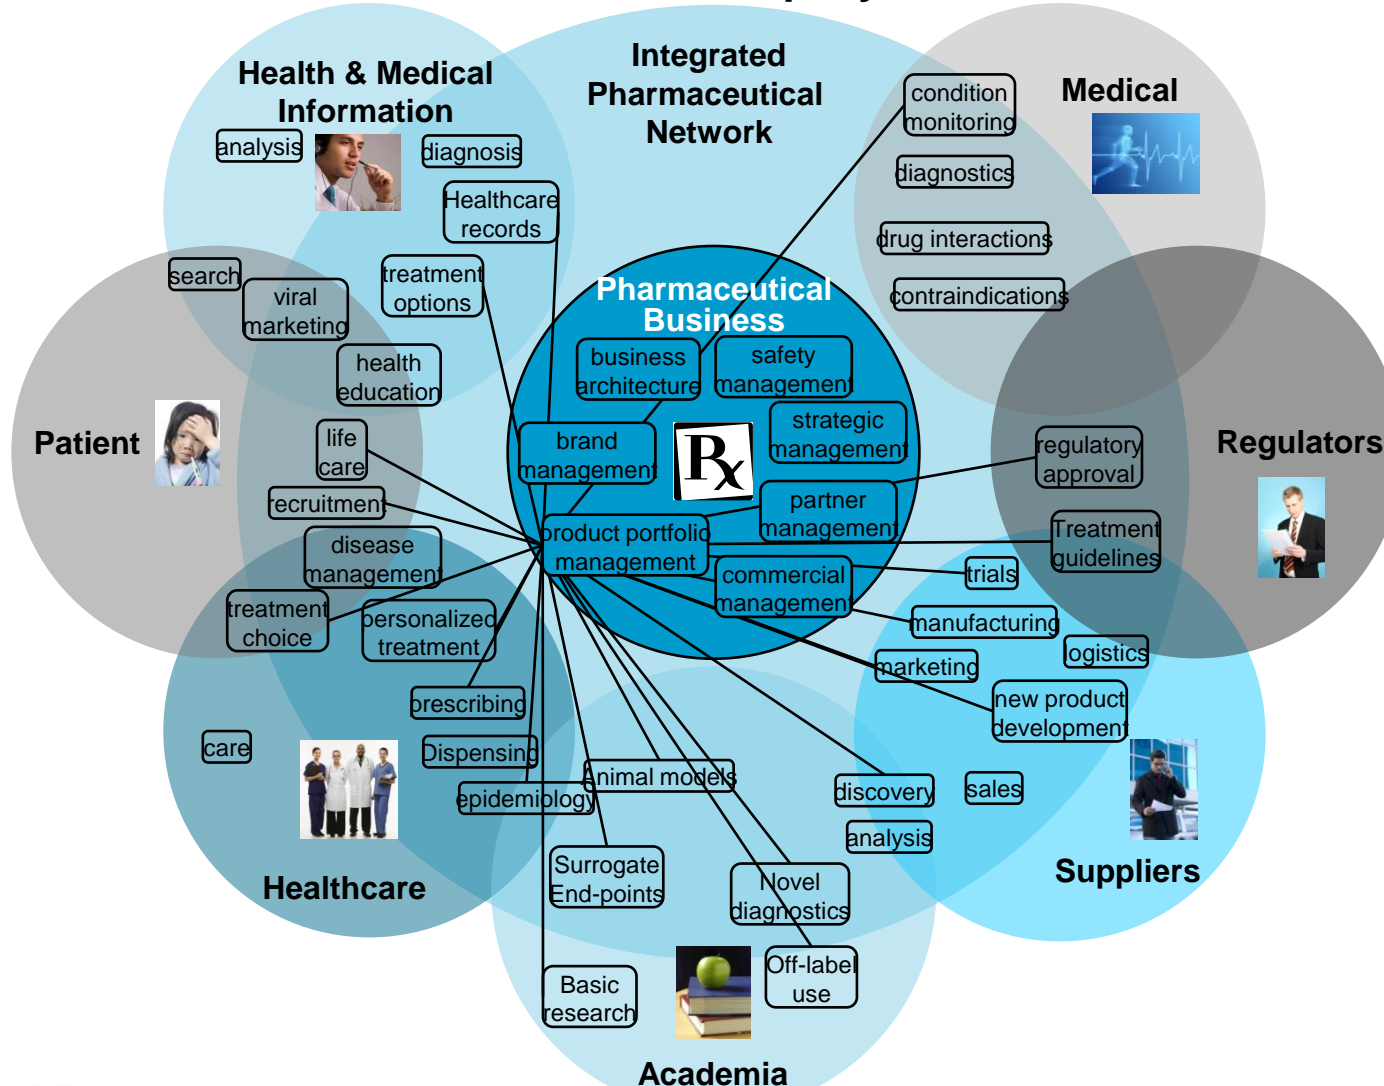 Health & Medical
Information
Integrated
Pharmaceutical
Network
Medical
condition
monitoring
analysis
diagnosis
diagnostics
Healthcare
records
drug interactions
search
treatment
options
viral
marketing
contraindications
Pharmaceutical
Business
health
education
business
architecture
safety
management
strategic
management
Patient
life
care
brand
management
Rx
regulatory
approval
Regulators
recruitment
partner
management
product portfolio
management
Treatment
guidelines
disease
management
commercial
management
trials
treatment
choice
personalized
treatment
manufacturing
logistics
marketing
prescribing
new product
development
care
Dispensing
epidemiology
Animal models
discovery
sales
analysis
Healthcare
Surrogate
End-points
Novel
diagnostics
Suppliers
Off-label
use
Basic
research
Academia